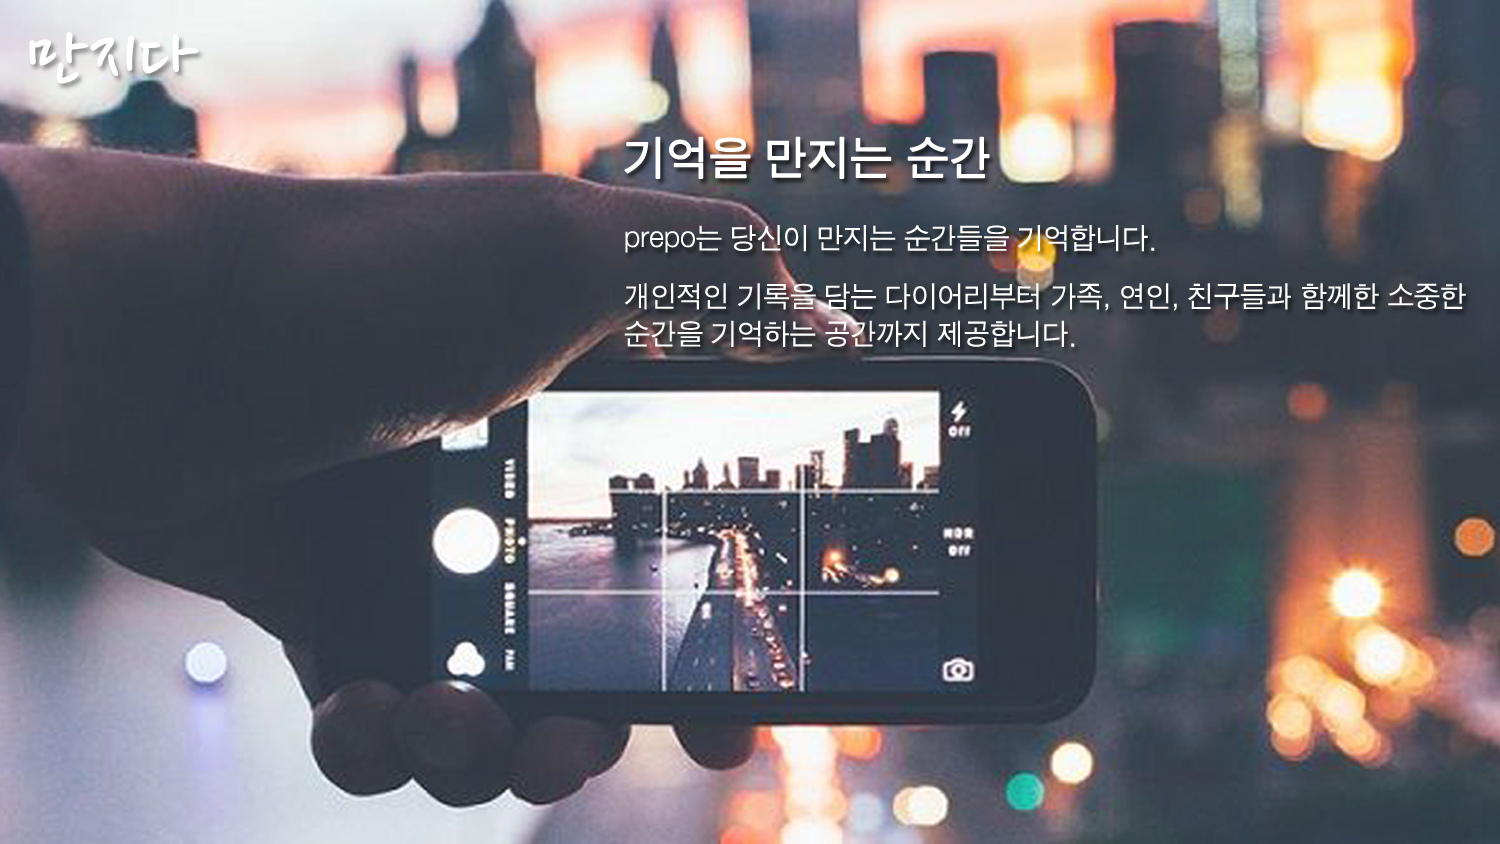 만지다
기억을 만지는 순간
prepo는 당신이 만지는 순간들을 기억합니다.
개인적인 기록을 담는 다이어리부터 가족, 연인, 친구들과 함께한 소중한
순간을 기억하는 공간까지 제공합니다.
Off
VIDEO
PHOTO
HDR
Off
SQUARE
PAN